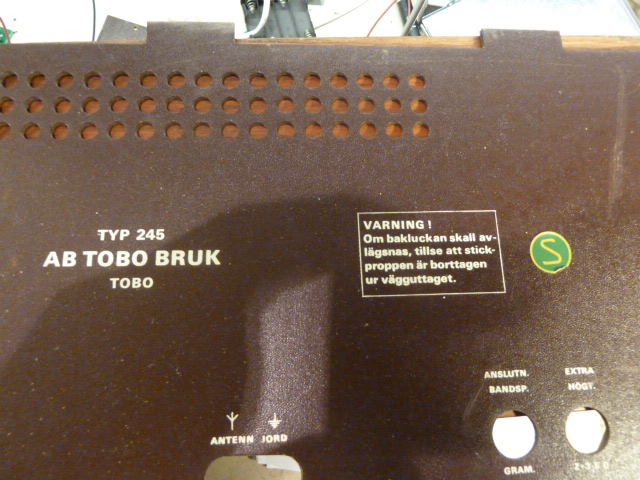 TYP 245
AB TOBO BRUK
TOBO
VARNING !
Om bakluckan skall av-
lägsnas, tillse att stick-
proppen är borttagen
ur vägguttaget.
S
ANSLUTN.
BANDSP.
EXTRA
HÖGT.
ANTENN JORD
GRAM.